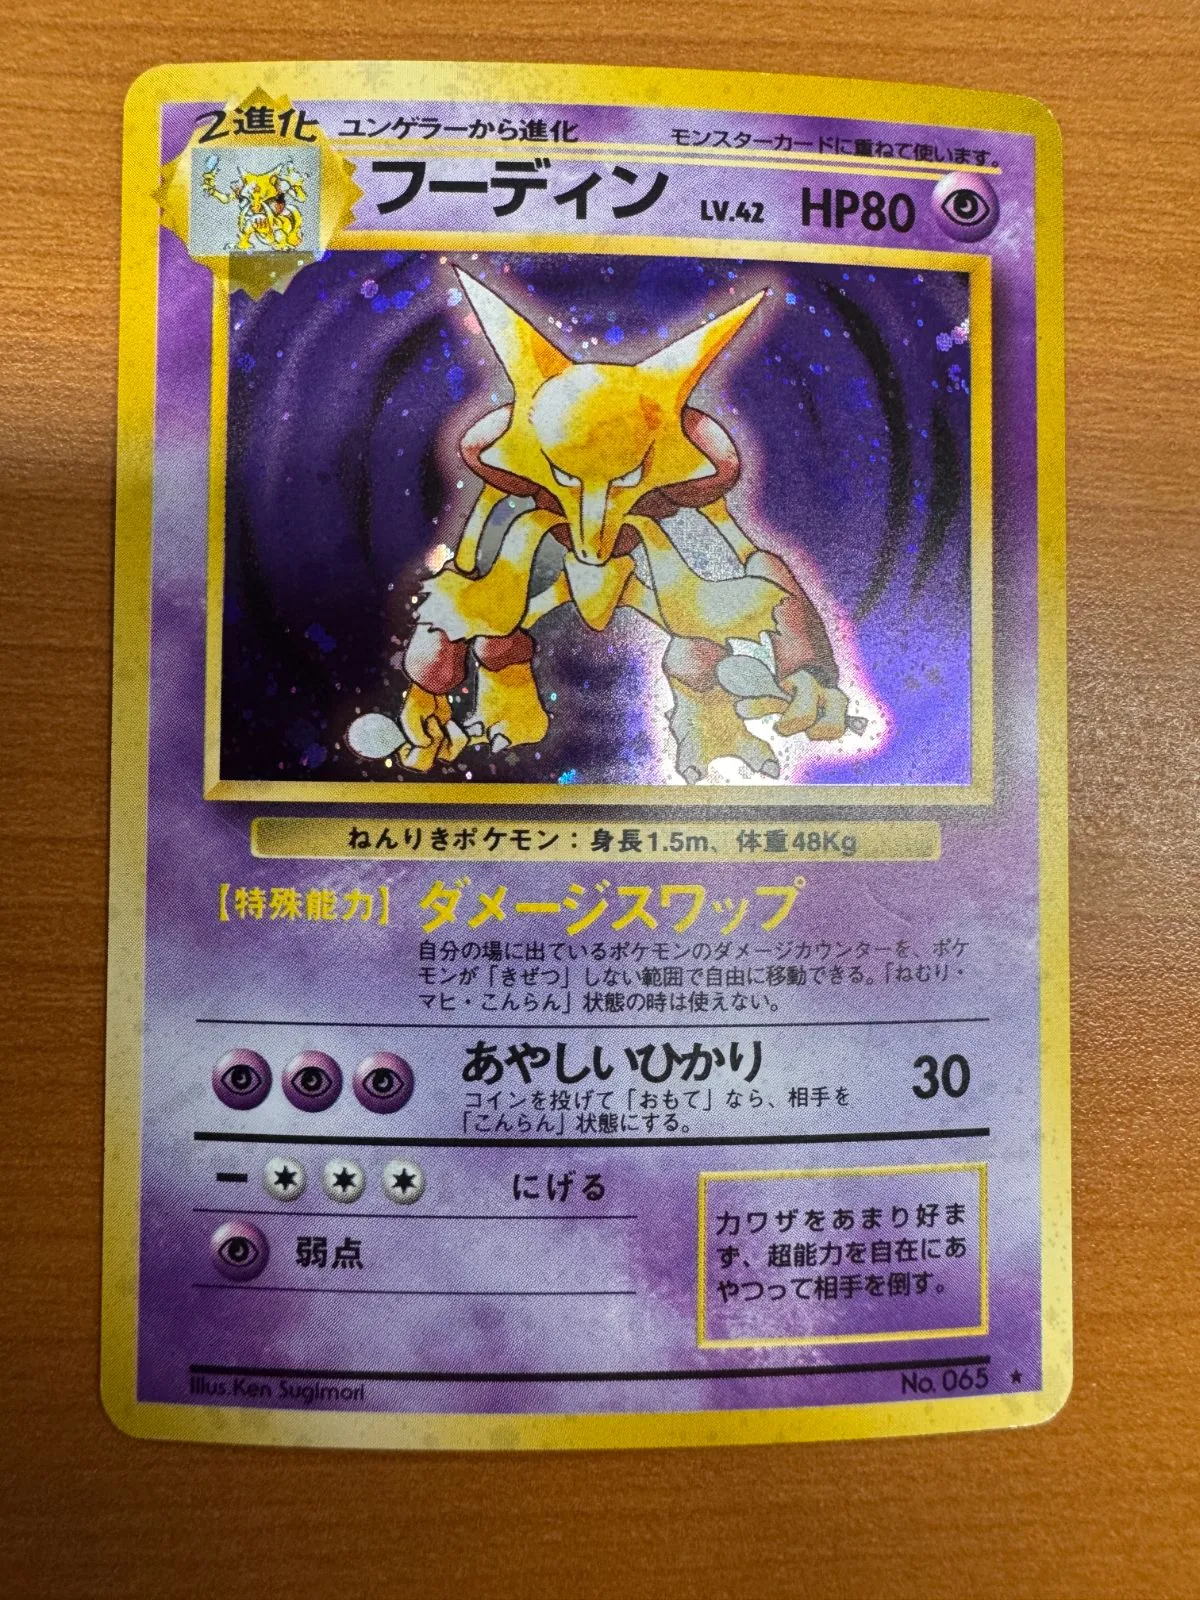 2進化 ユンゲラーから進化
モンスターカードに重ねて使います。
フーディン LV.42 HP80
ねんりきポケモン：身長1.5m、体重48Kg
【特殊能力】 ダメージスワップ
自分の場に出ているポケモンのダメージカウンターを、ポケ
モンが「きぜつ」しない範囲で自由に移動できる。「ねむり・
マヒ・こんらん」状態の時は使えない。
あやしいひかり 30
コインを投げて「おもて」なら、相手を
「こんらん」状態にする。
ー にげる
弱点
力ワザをあまり好ま
ず、超能力を自在にあ
やつって相手を倒す。
Illus.Ken Sugimori
No. 065 ★